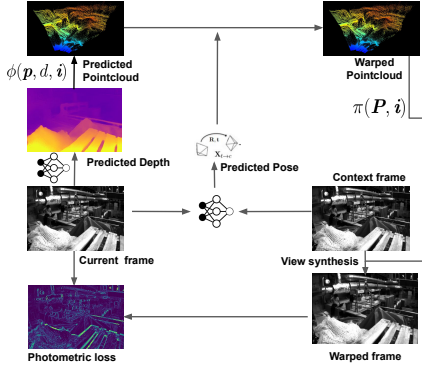 ϕ(p, d, i)
Predicted
Pointcloud
Warped
Pointcloud
π(P, i)
R,t
X t→c
Predicted Depth
Predicted Pose
Context frame
Current frame
View synthesis
Photometric loss
Warped frame